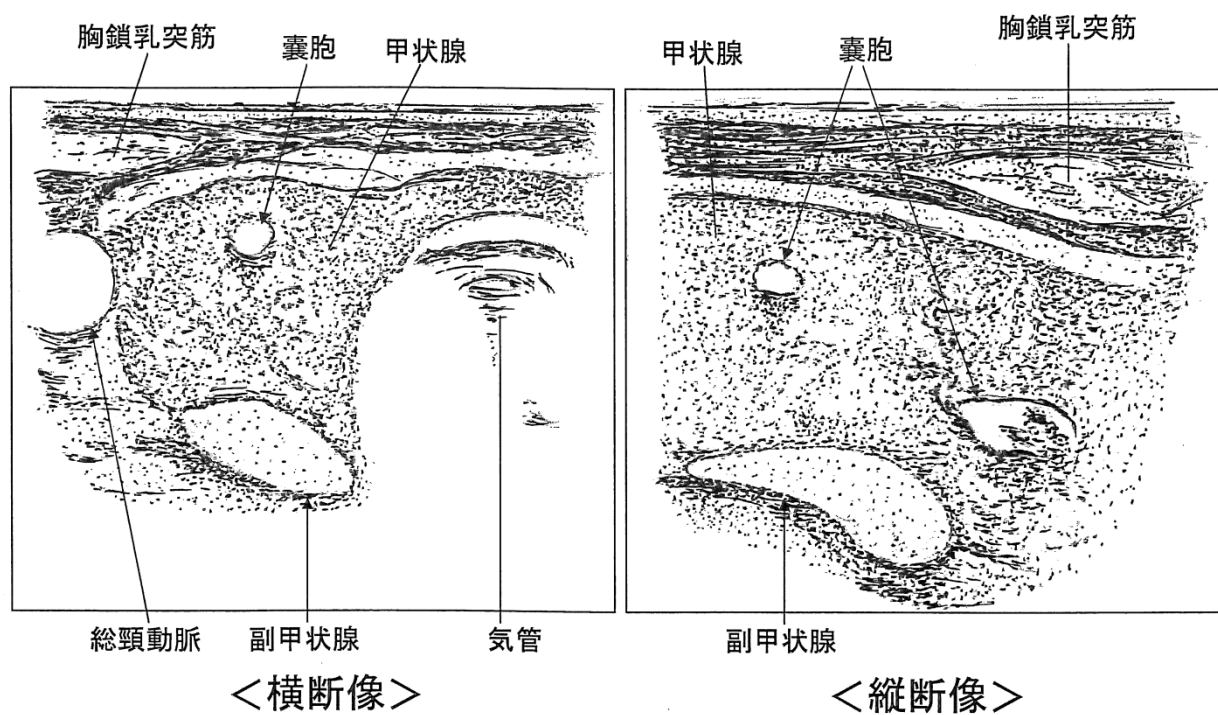 胸鎖乳突筋
嚢胞
甲状腺
総頸動脈
副甲状腺
気管
＜横断像＞
甲状腺
嚢胞
胸鎖乳突筋
副甲状腺
＜縦断像＞